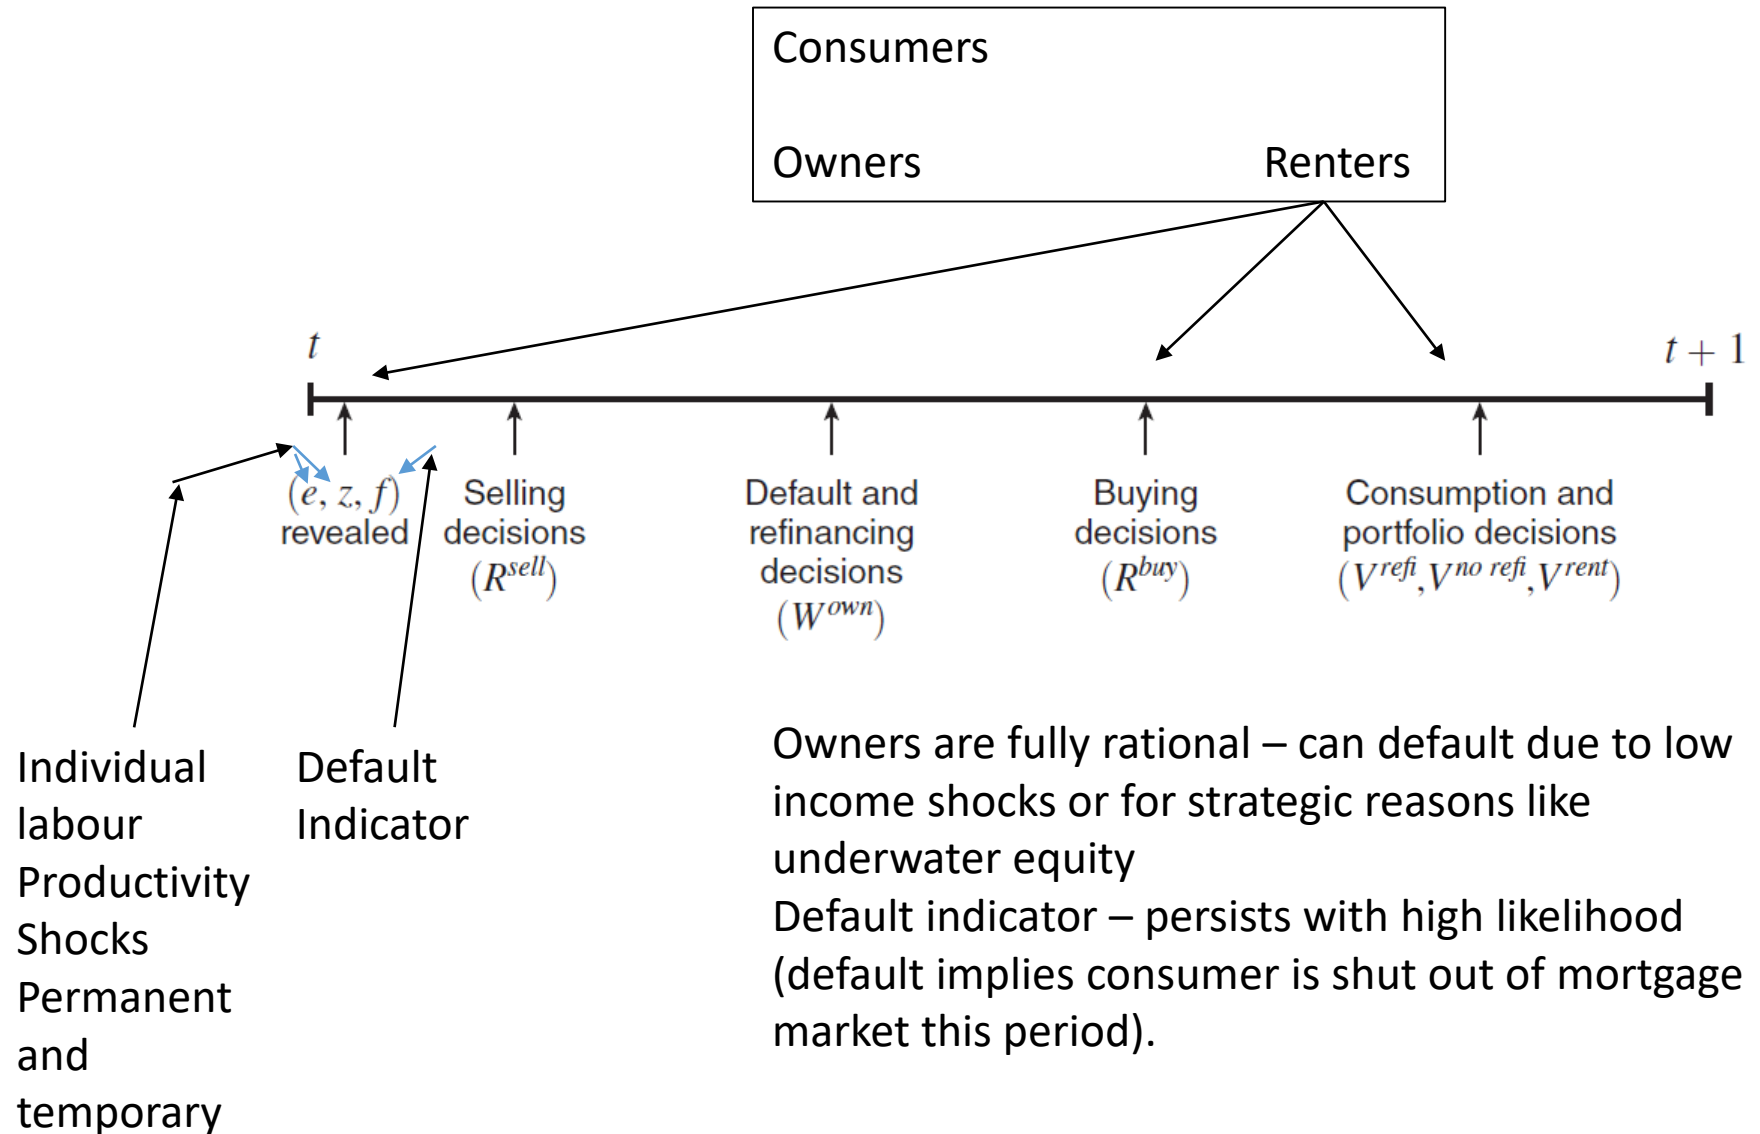 Consumers
Owners Renters
t
t + 1
(e, z, f)
revealed
Selling
decisions
(R^{sell})
Default and
refinancing
decisions
(W^{own})
Buying
decisions
(R^{buy})
Consumption and
portfolio decisions
(V^{refi}, V^{no refi}, V^{rent})
Individual
labour
Productivity
Shocks
Permanent
and
temporary
Default
Indicator
Owners are fully rational – can default due to low
income shocks or for strategic reasons like
underwater equity
Default indicator – persists with high likelihood
(default implies consumer is shut out of mortgage
market this period).